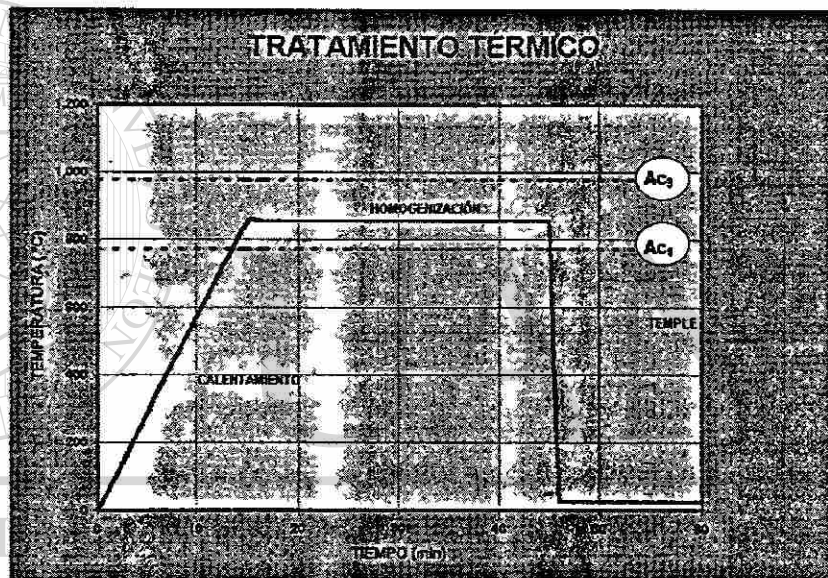 TRATAMIENTO TERMICO
1,200
1,000
Ac₃
HOMOGENIZACIÓN
800
Ac₁
600
TEMPLE
400
CALENTAMIENTO
200
0
20
40
TIEMPO (min)
TEMPERATURA (°C)